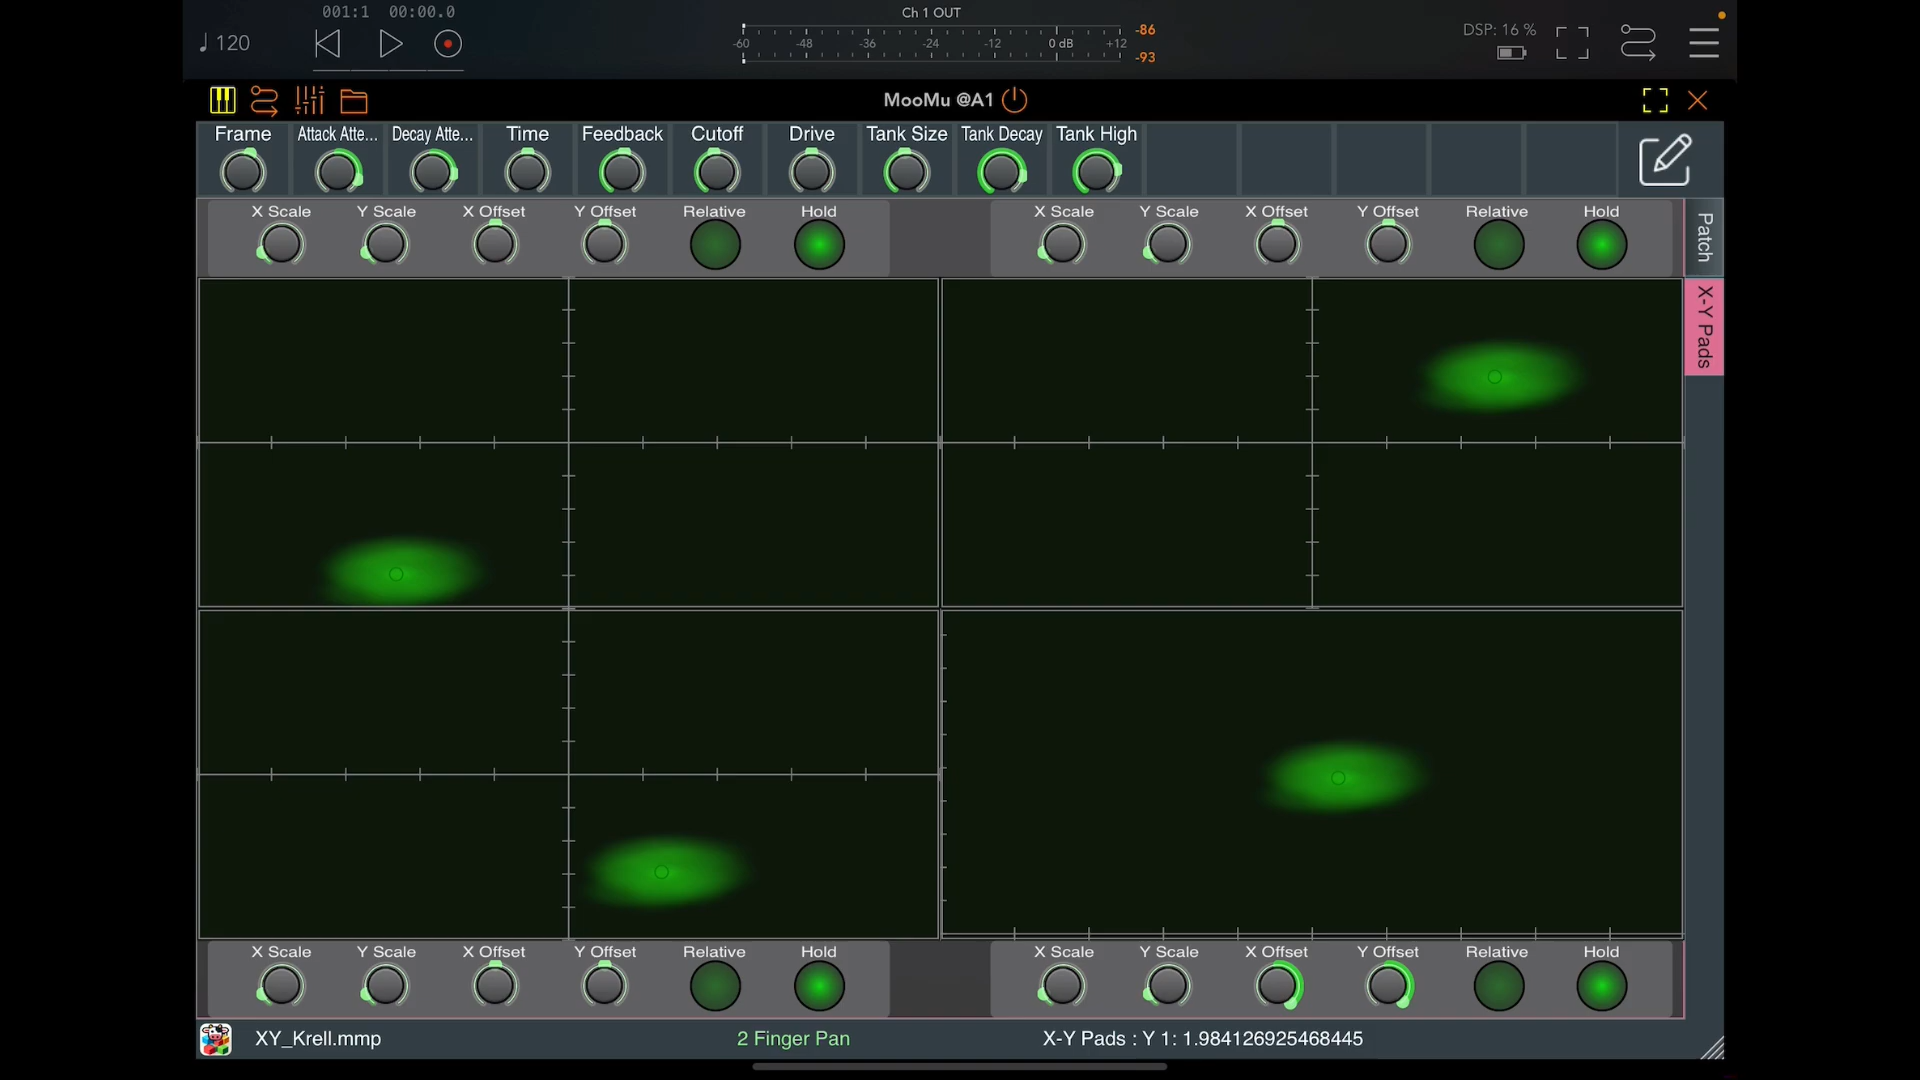 001:1 00:00.0
Ch 1 OUT
♩ 120
-60 -48 -36 -24 -12 0 dB +12
-86
-93
DSP: 16 %
MooMu @A1
Frame Attack Atte... Decay Atte... Time Feedback Cutoff Drive Tank Size Tank Decay Tank High
X Scale Y Scale X Offset Y Offset Relative Hold
X Scale Y Scale X Offset Y Offset Relative Hold
Patch
X-Y Pads
X Scale Y Scale X Offset Y Offset Relative Hold
X Scale Y Scale X Offset Y Offset Relative Hold
XY_Krell.mmp
2 Finger Pan
X-Y Pads : Y 1: 1.984126925468445